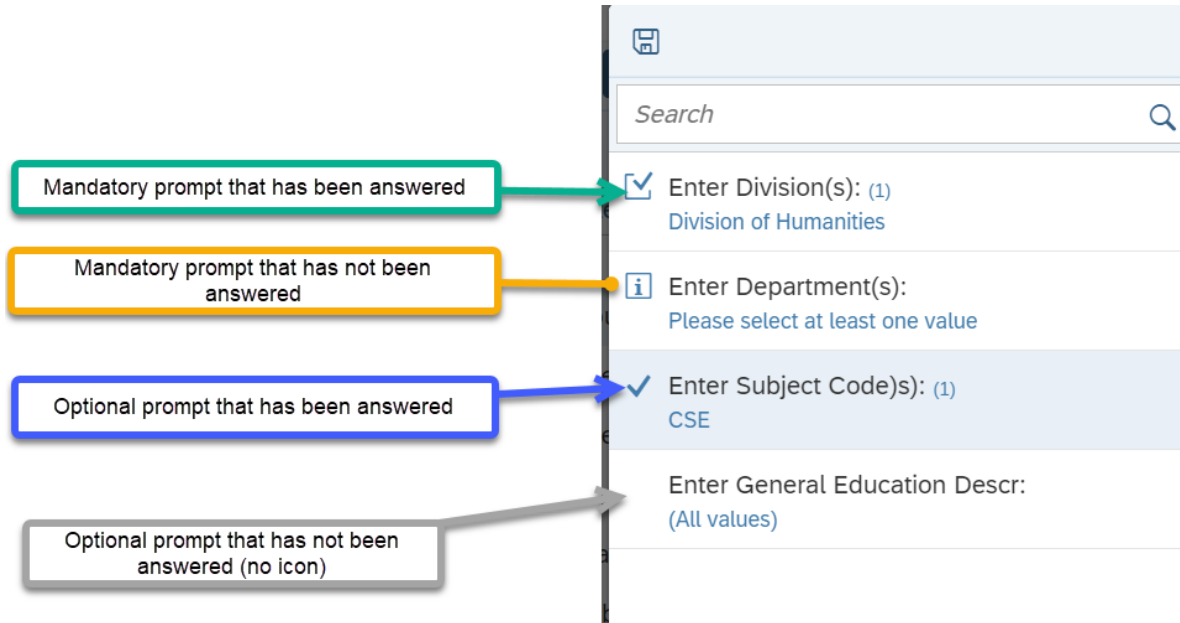 Search
Mandatory prompt that has been answered
Enter Division(s): (1)
Division of Humanities
Mandatory prompt that has not been
answered
Enter Department(s):
Please select at least one value
Optional prompt that has been answered
Enter Subject Code)s): (1)
CSE
Optional prompt that has not been
answered (no icon)
Enter General Education Descr:
(All values)